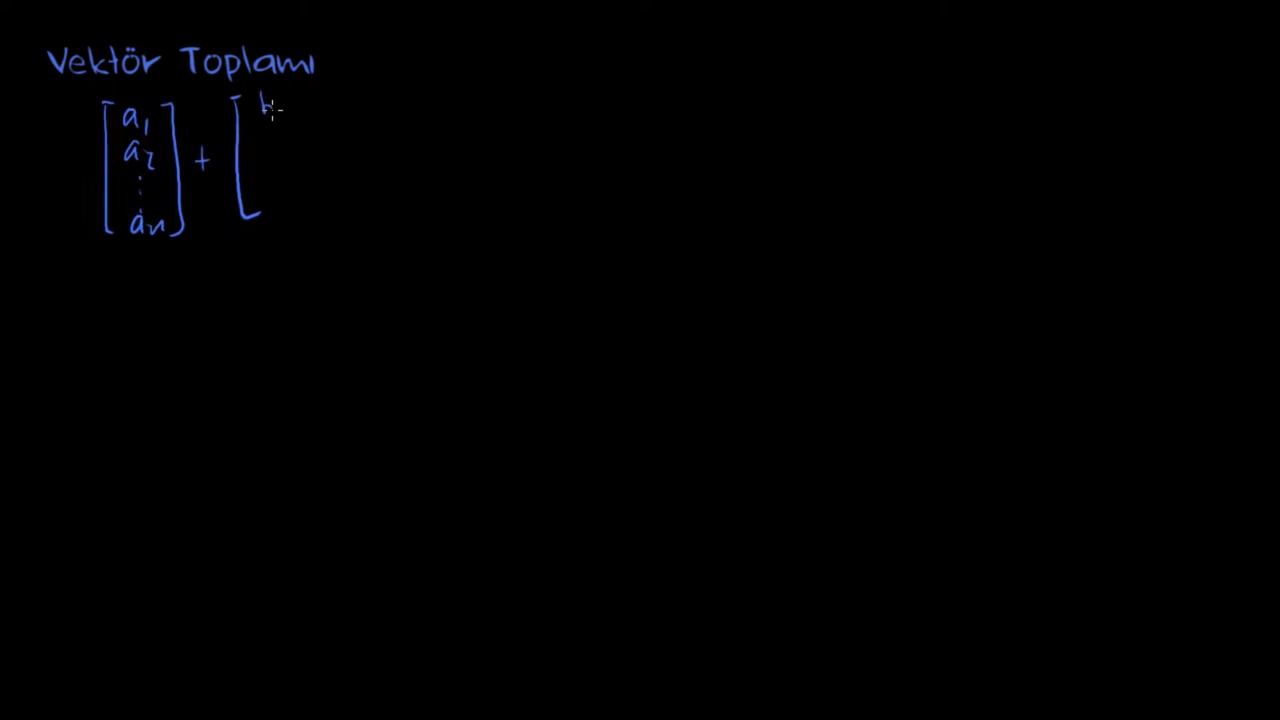 Vektör Toplamı
a1
a2
⋮
an
+
b